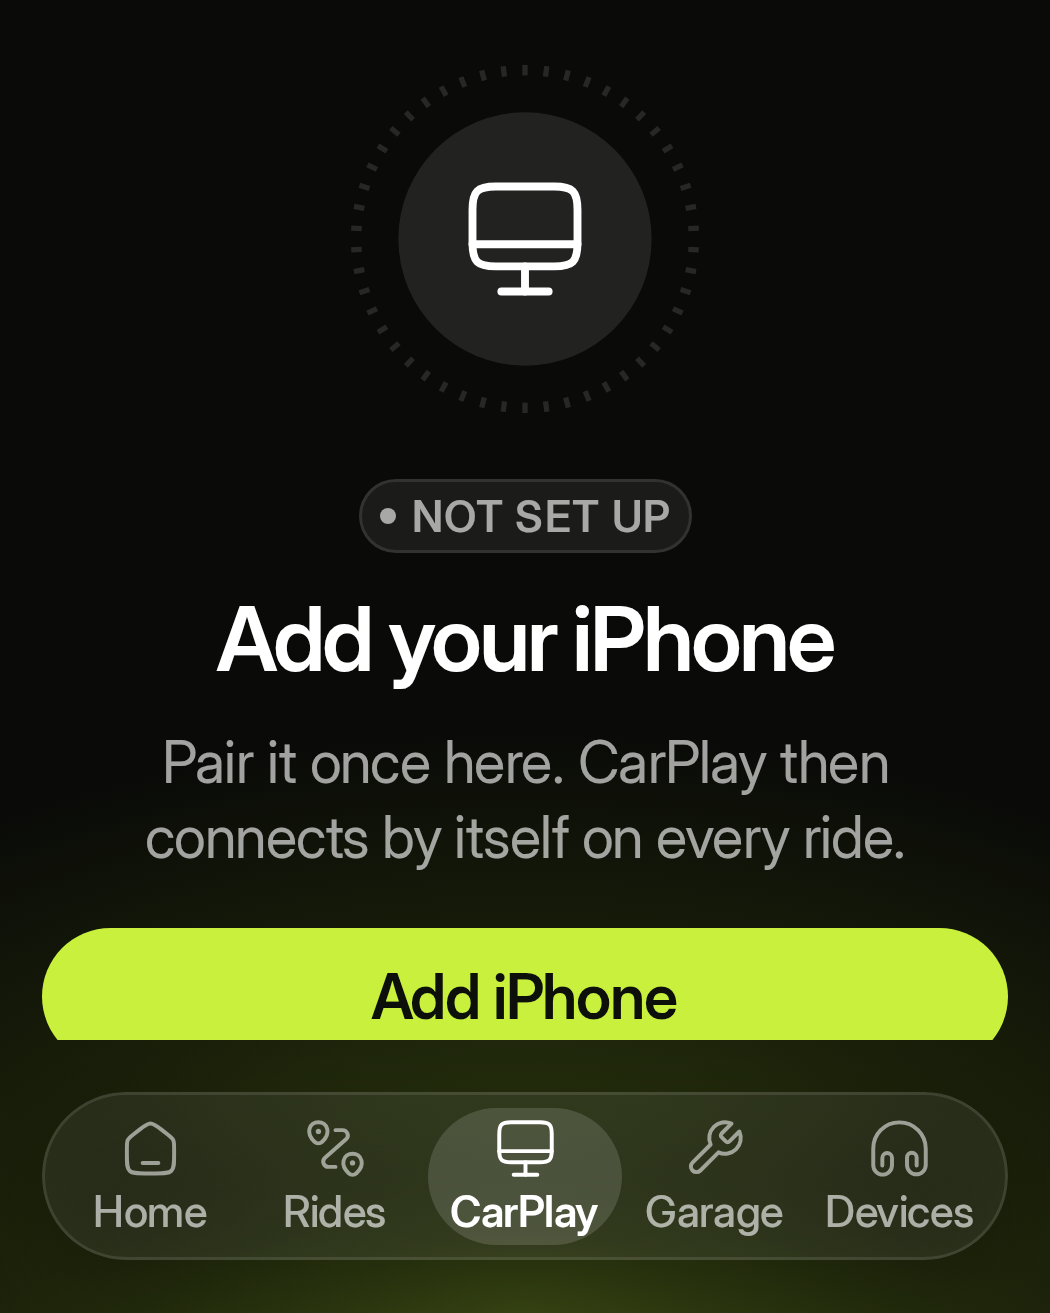 NOT SET UP
Add your iPhone
Pair it once here. CarPlay then
connects by itself on every ride.
Add iPhone
Home Rides CarPlay Garage Devices